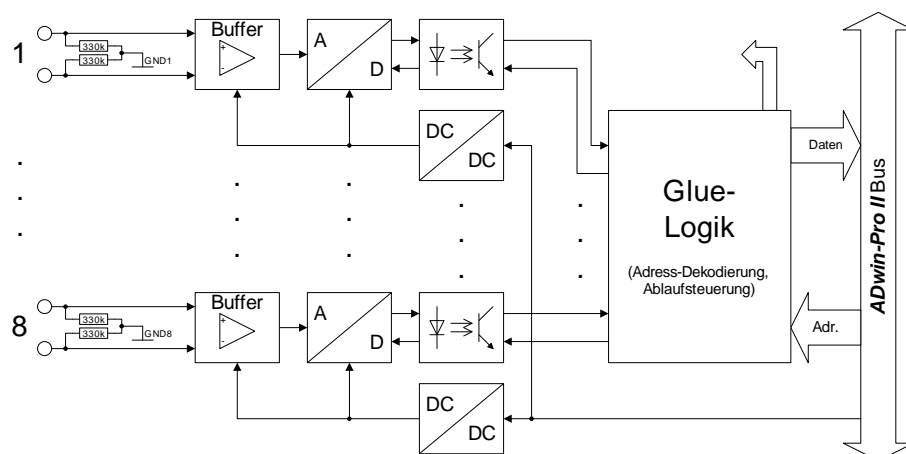 1
330k
330k
GND1
Buffer
+
-
A
D
DC
DC
8
330k
330k
GND8
Buffer
+
-
A
D
DC
DC
Glue-
Logik
(Adress-Dekodierung,
Ablaufsteuerung)
Daten
Adr.
ADwin-Pro II Bus